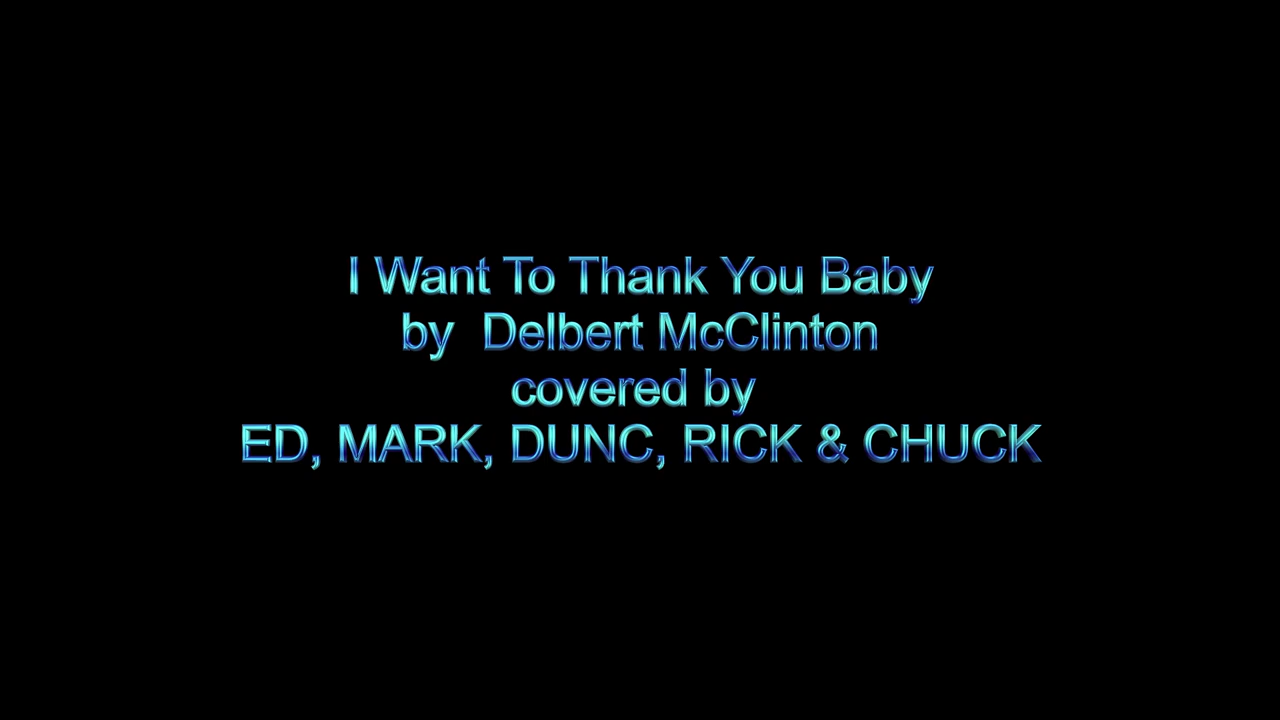 I Want To Thank You Baby
by  Delbert McClinton
covered by
ED, MARK, DUNC, RICK & CHUCK